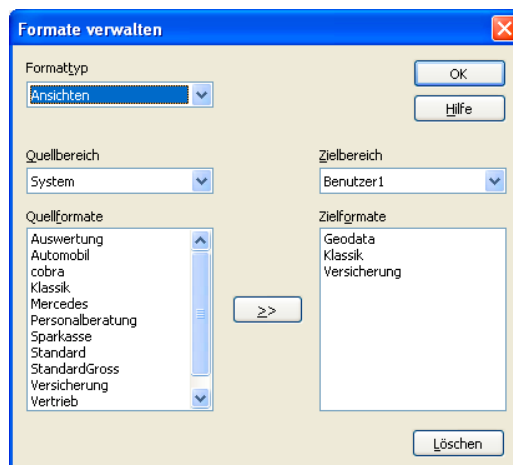 Formate verwalten
Formattyp
Ansichten
OK
Hilfe
Quellbereich
System
Zielbereich
Benutzer1
Quellformate
Auswertung
Automobil
cobra
Klassik
Mercedes
Personalberatung
Sparkasse
Standard
StandardGross
Versicherung
Vertrieb
>>
Zielformate
Geodata
Klassik
Versicherung
Löschen